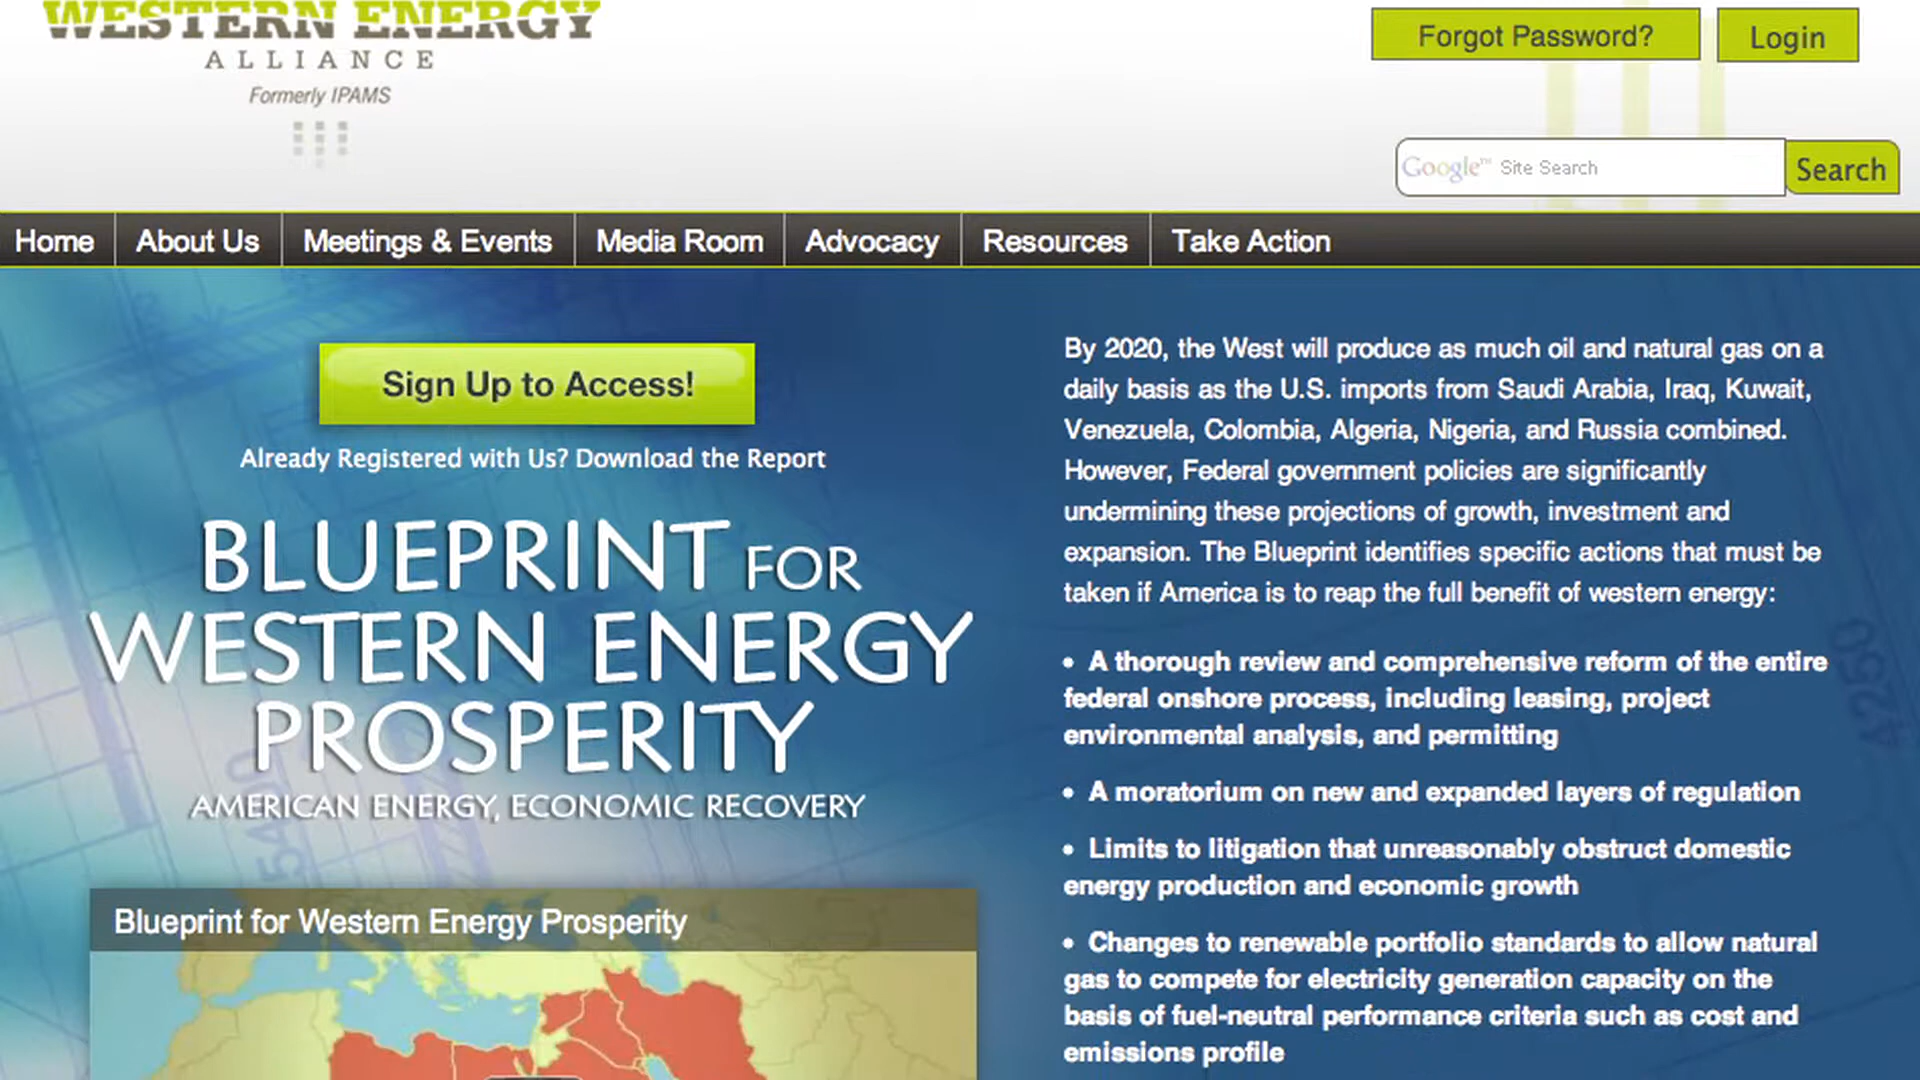 WESTERN ENERGY
ALLIANCE
Formerly IPAMS
Forgot Password?
Login
Google™ Site Search
Search
Home
About Us
Meetings & Events
Media Room
Advocacy
Resources
Take Action
Sign Up to Access!
Already Registered with Us? Download the Report
BLUEPRINT FOR
WESTERN ENERGY
PROSPERITY
AMERICAN ENERGY, ECONOMIC RECOVERY
5400
Blueprint for Western Energy Prosperity
By 2020, the West will produce as much oil and natural gas on a
daily basis as the U.S. imports from Saudi Arabia, Iraq, Kuwait,
Venezuela, Colombia, Algeria, Nigeria, and Russia combined.
However, Federal government policies are significantly
undermining these projections of growth, investment and
expansion. The Blueprint identifies specific actions that must be
taken if America is to reap the full benefit of western energy:
• A thorough review and comprehensive reform of the entire
federal onshore process, including leasing, project
environmental analysis, and permitting
• A moratorium on new and expanded layers of regulation
• Limits to litigation that unreasonably obstruct domestic
energy production and economic growth
• Changes to renewable portfolio standards to allow natural
gas to compete for electricity generation capacity on the
basis of fuel-neutral performance criteria such as cost and
emissions profile
4250